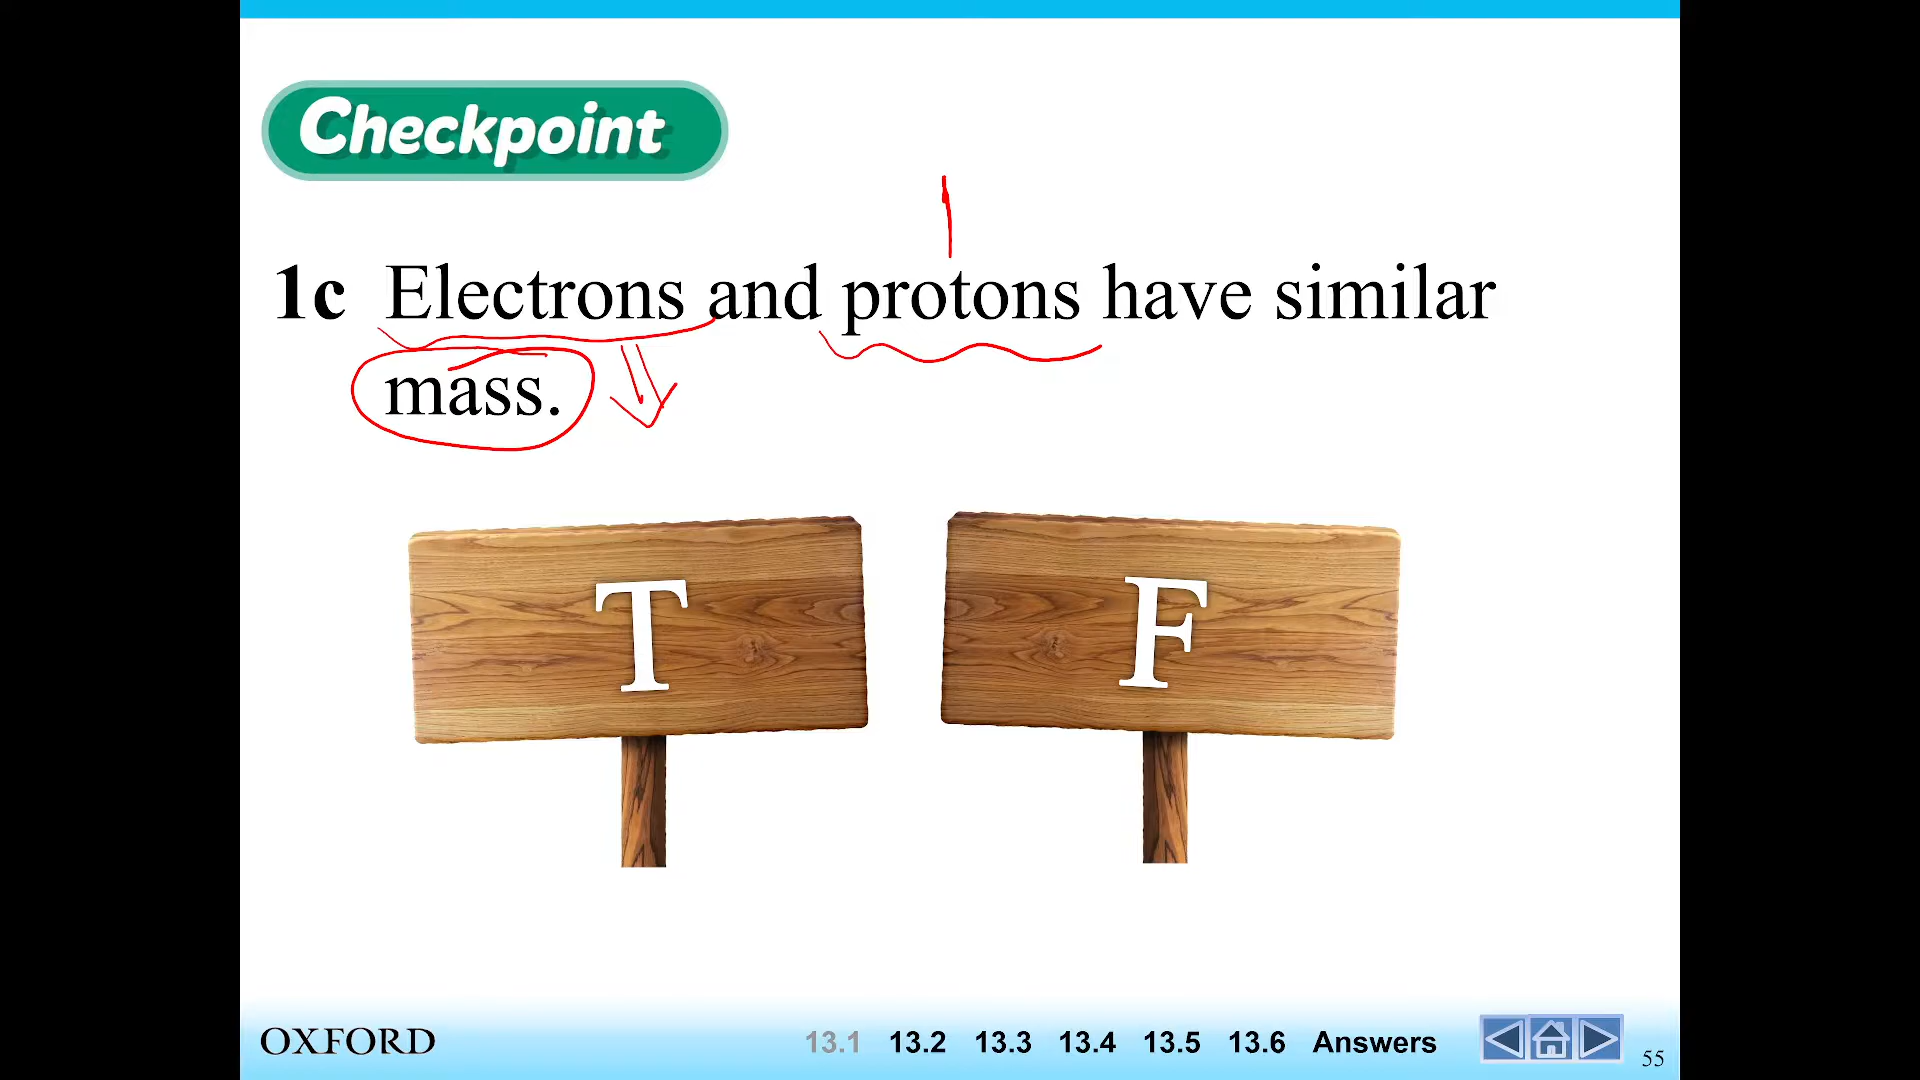 Checkpoint
1c Electrons and protons have similar
mass.
T
F
OXFORD
13.1 13.2 13.3 13.4 13.5 13.6 Answers
55